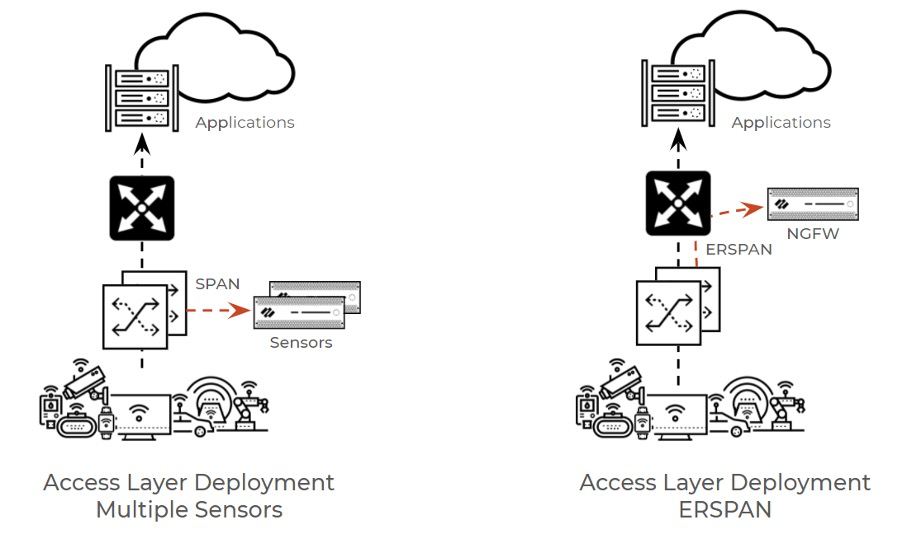 Applications
SPAN
Sensors
Access Layer Deployment
Multiple Sensors
Applications
NGFW
ERSPAN
Access Layer Deployment
ERSPAN